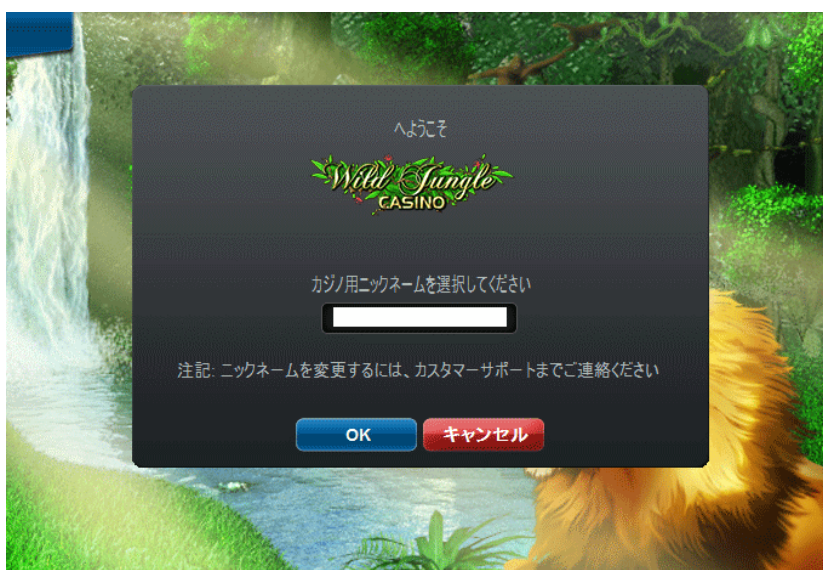 へようこそ
Wild Jungle
CASINO
カジノ用ニックネームを選択してください
注記: ニックネームを変更するには、カスタマーサポートまでご連絡ください
OK
キャンセル